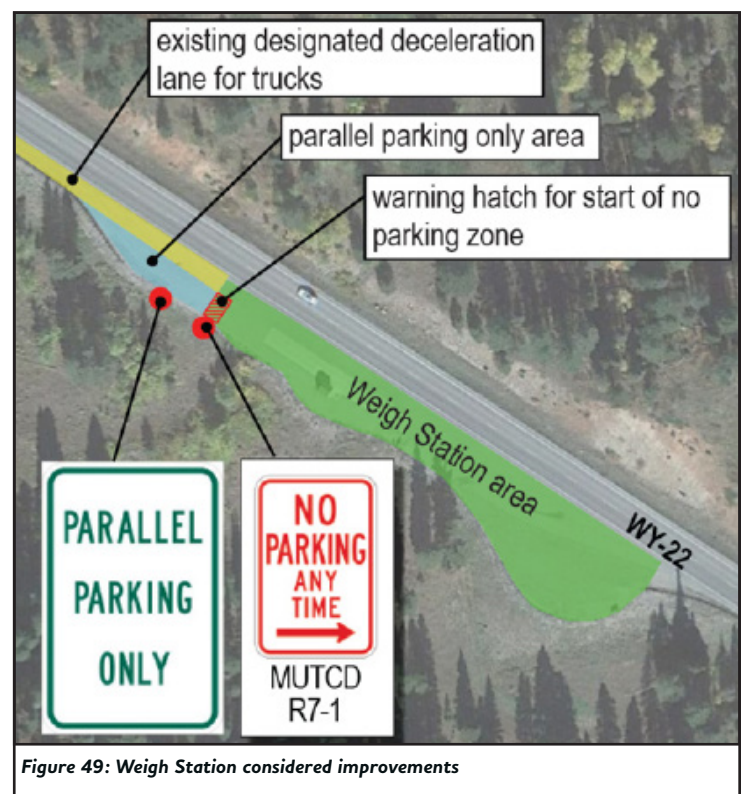 existing designated deceleration
lane for trucks
parallel parking only area
warning hatch for start of no
parking zone
Weigh Station area
WY-22
PARALLEL
PARKING
ONLY
NO
PARKING
ANY
TIME
MUTCD
R7-1
Figure 49: Weigh Station considered improvements